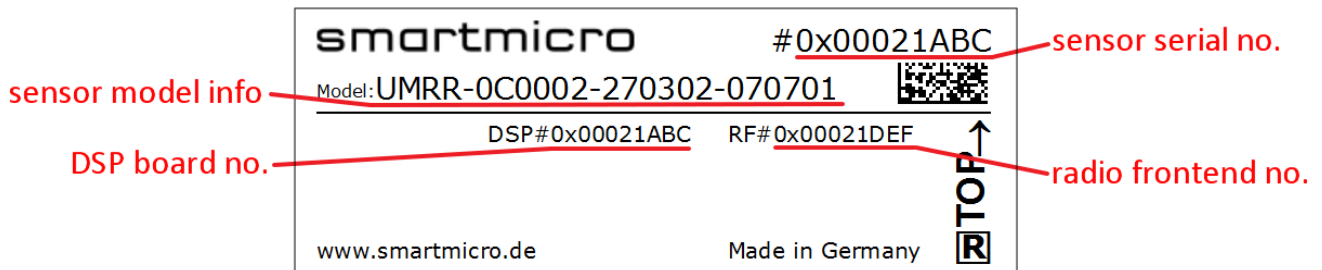 smartmicro #0x00021ABC
sensor serial no.
sensor model info
Model:UMRR-0C0002-270302-070701
DSP#0x00021ABC RF#0x00021DEF
DSP board no.
radio frontend no.
R TOP→
www.smartmicro.de Made in Germany